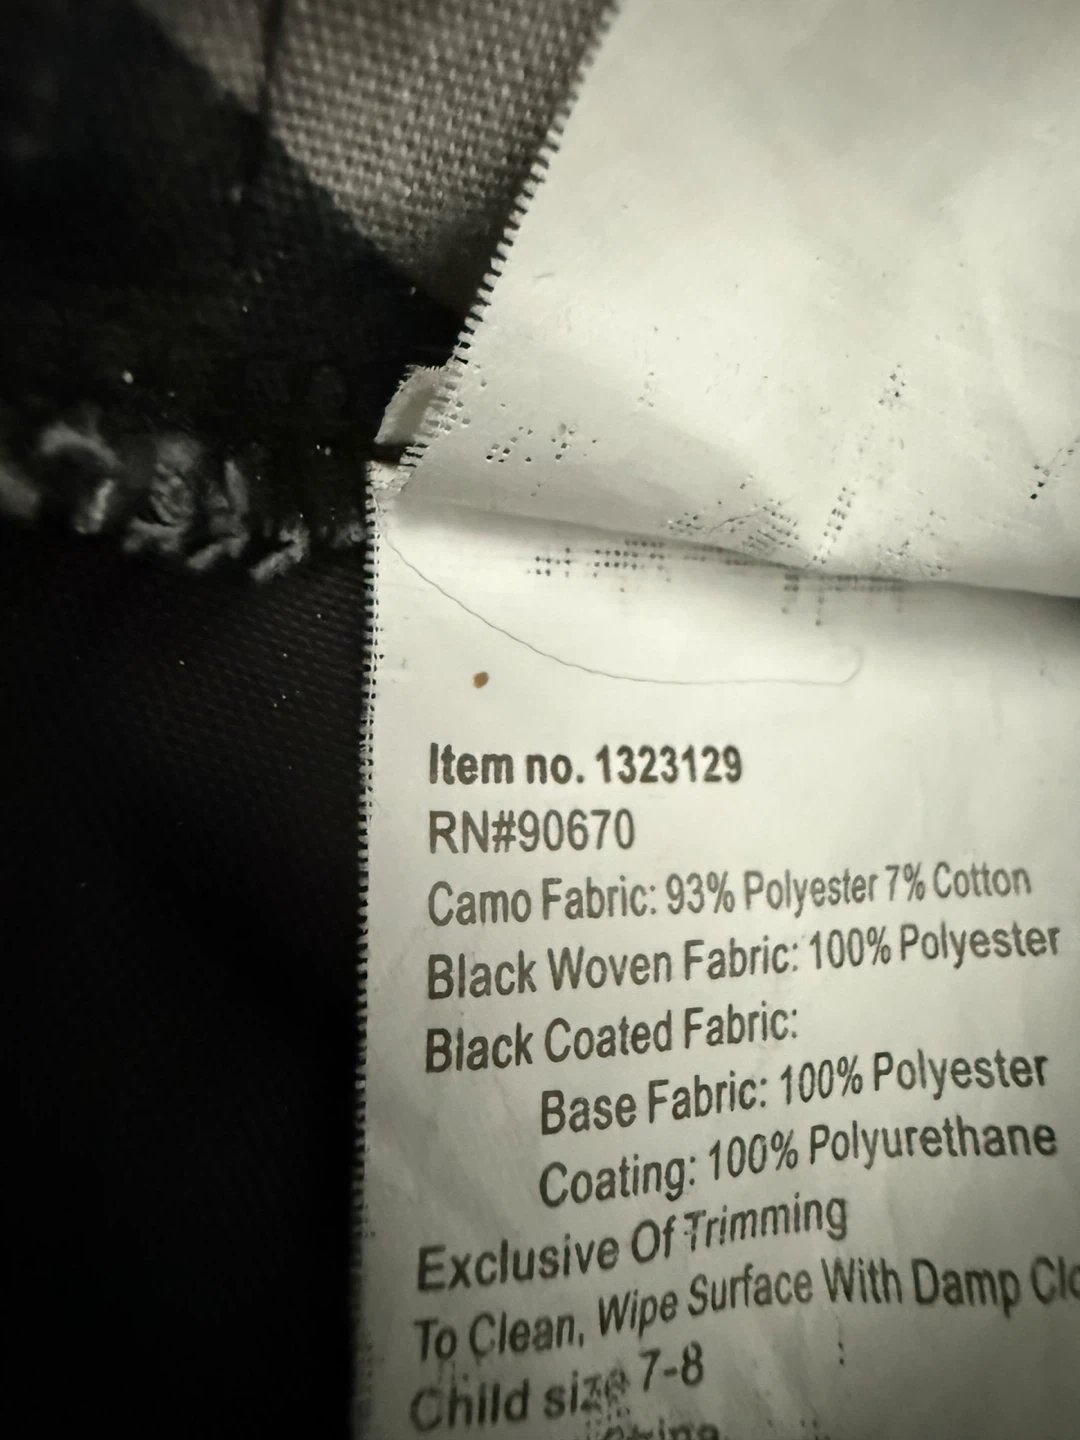 Item no. 1323129
RN#90670
Camo Fabric: 93% Polyester 7% Cotton
Black Woven Fabric: 100% Polyester
Black Coated Fabric:
Base Fabric: 100% Polyester
Coating: 100% Polyurethane
Exclusive Of Trimming
To Clean, Wipe Surface With Damp
Child size 7-8